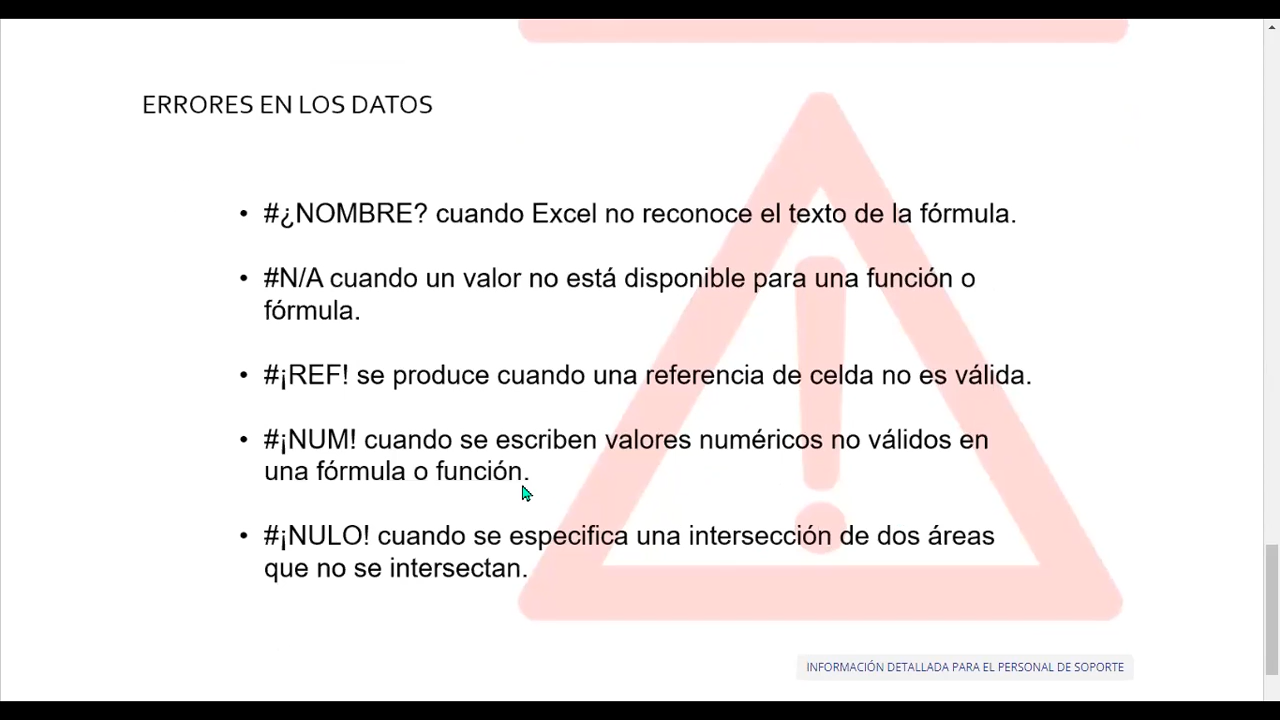 ERRORES EN LOS DATOS
• #¿NOMBRE? cuando Excel no reconoce el texto de la fórmula.
• #N/A cuando un valor no está disponible para una función o
fórmula.
• #¡REF! se produce cuando una referencia de celda no es válida.
• #¡NUM! cuando se escriben valores numéricos no válidos en
una fórmula o función.
• #¡NULO! cuando se especifica una intersección de dos áreas
que no se intersectan.
INFORMACIÓN DETALLADA PARA EL PERSONAL DE SOPORTE